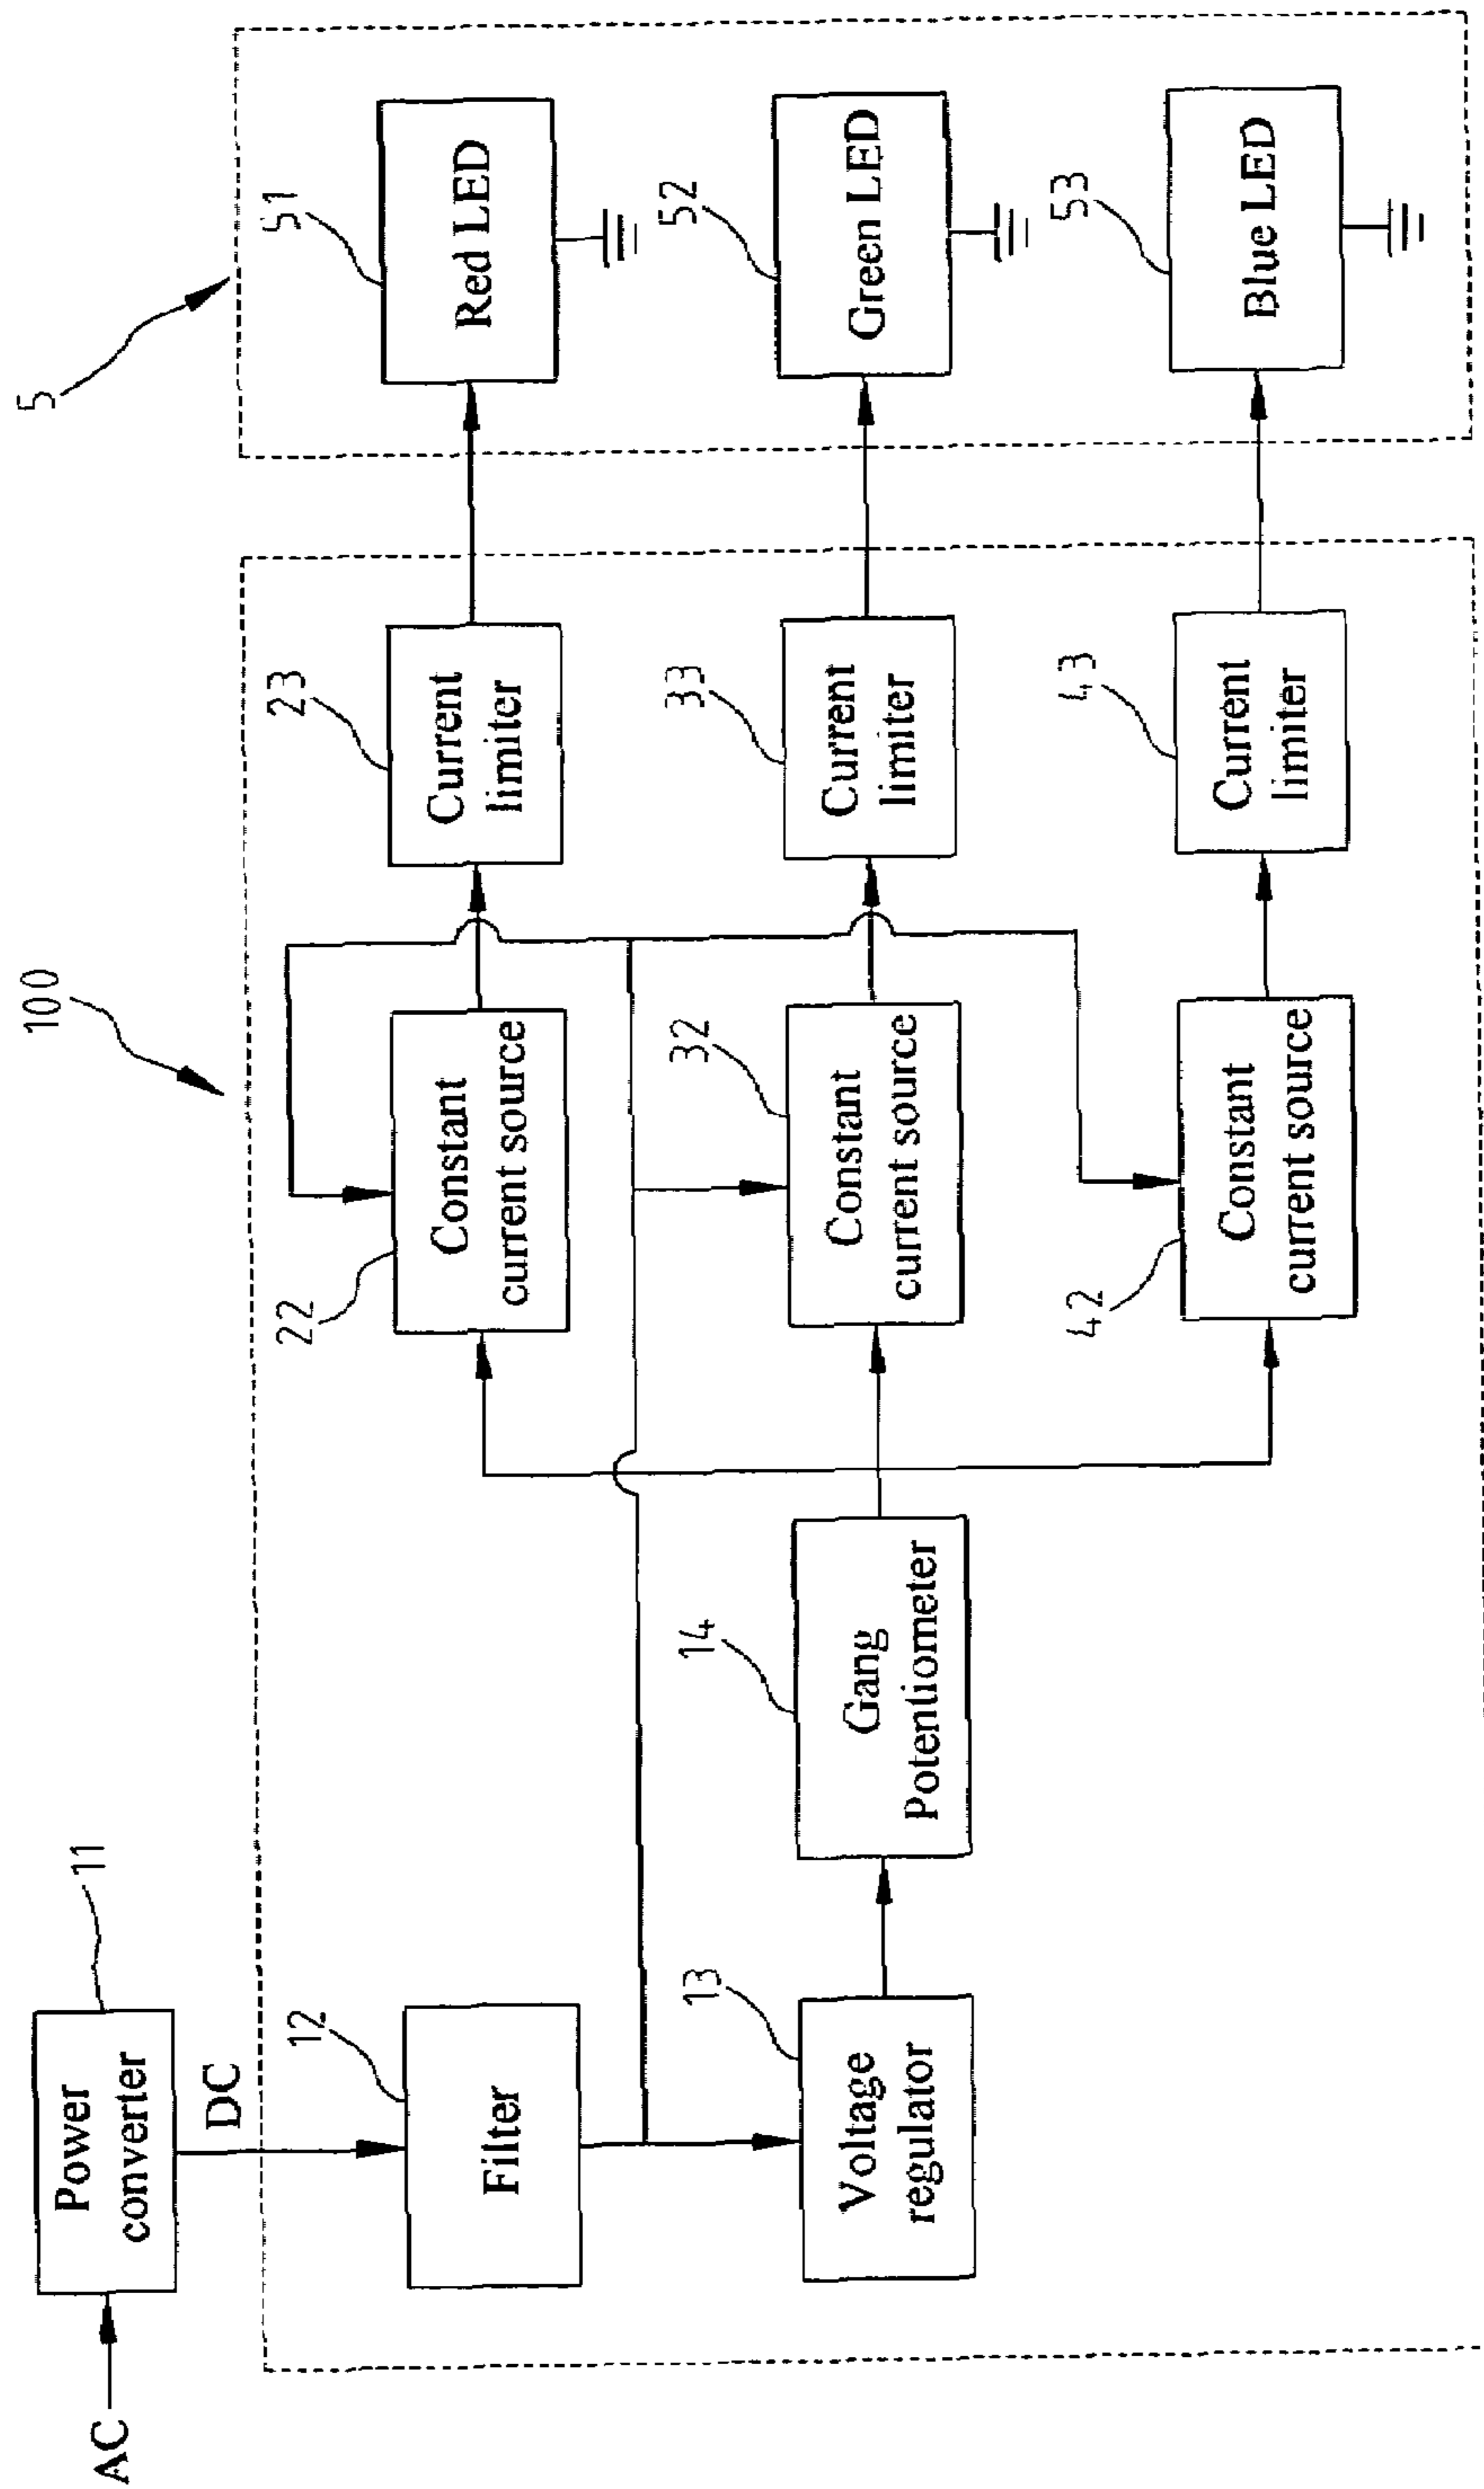 AC
Power
converter
11
DC
100
5
Filter
12
Voltage
regulator
13
Gang
Potentiometer
14
Constant
current source
22
Current
limiter
23
Red LED
51
Constant
current source
32
Current
limiter
33
Green LED
52
Constant
current source
42
Current
limiter
43
Blue LED
53